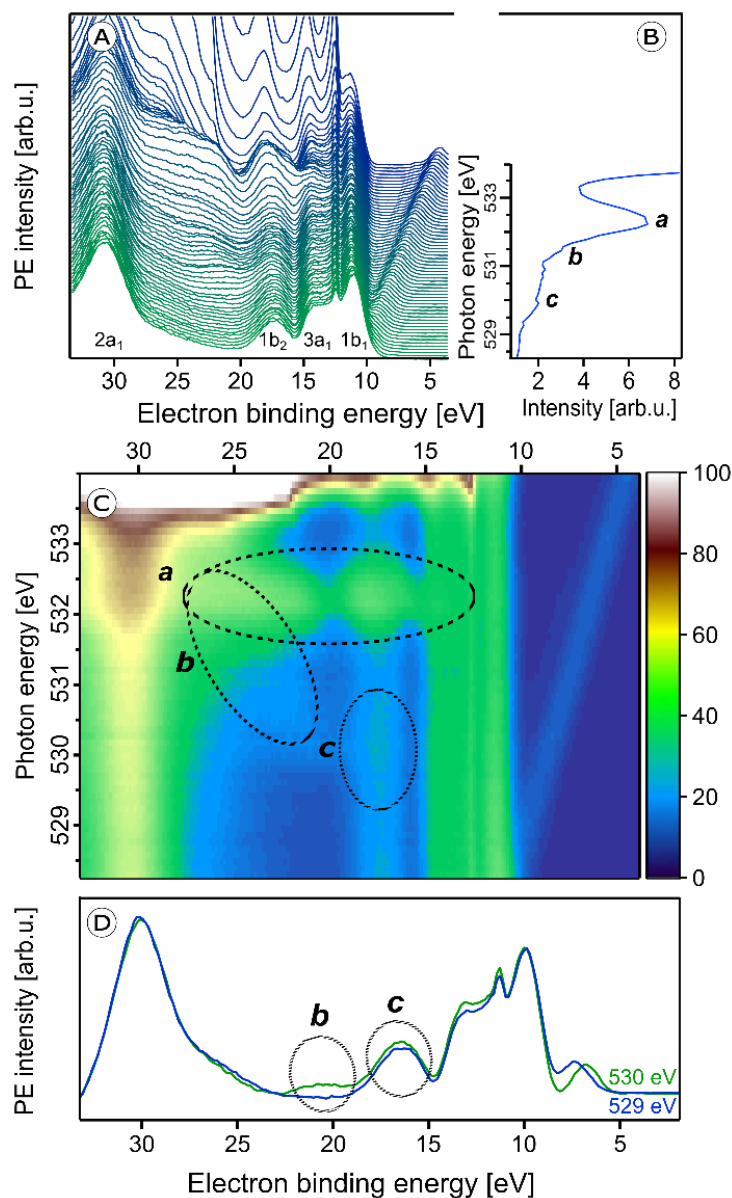 A
B
PE intensity [arb.u.]
2a1
1b2
3a1
1b1
30
25
20
15
10
5
Electron binding energy [eV]
Photon energy [eV]
533
531
529
a
b
c
2
4
6
8
Intensity [arb.u.]
30
25
20
15
10
5
C
Photon energy [eV]
533
532
531
530
529
a
b
c
100
80
60
40
20
0
D
PE intensity [arb.u.]
b
c
530 eV
529 eV
30
25
20
15
10
5
Electron binding energy [eV]